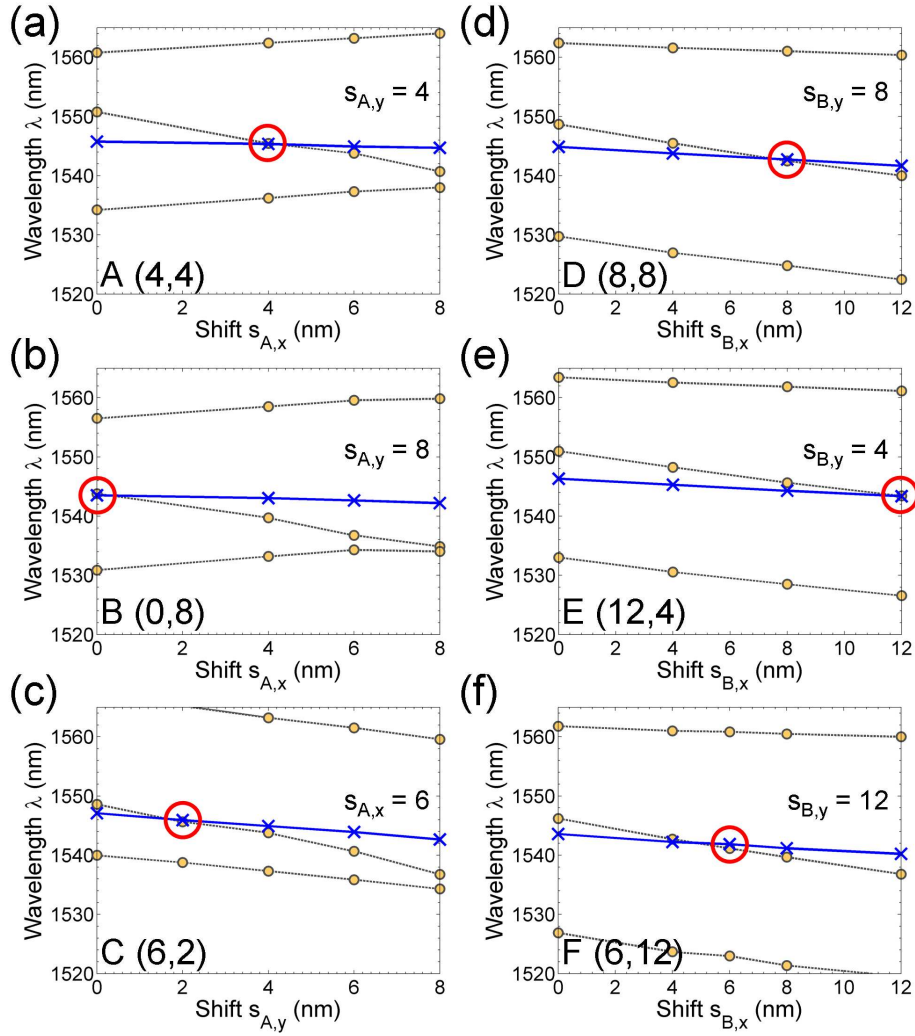 (a)
Wavelength λ (nm)
1560
1550
1540
1530
1520
s_A,y = 4
A (4,4)
0 2 4 6 8
Shift s_A,x (nm)
(b)
Wavelength λ (nm)
1560
1550
1540
1530
1520
s_A,y = 8
B (0,8)
0 2 4 6 8
Shift s_A,x (nm)
(c)
Wavelength λ (nm)
1560
1550
1540
1530
1520
s_A,x = 6
C (6,2)
0 2 4 6 8
Shift s_A,y (nm)
(d)
Wavelength λ (nm)
1560
1550
1540
1530
1520
s_B,y = 8
D (8,8)
0 2 4 6 8 10 12
Shift s_B,x (nm)
(e)
Wavelength λ (nm)
1560
1550
1540
1530
1520
s_B,y = 4
E (12,4)
0 2 4 6 8 10 12
Shift s_B,x (nm)
(f)
Wavelength λ (nm)
1560
1550
1540
1530
1520
s_B,y = 12
F (6,12)
0 2 4 6 8 10 12
Shift s_B,x (nm)